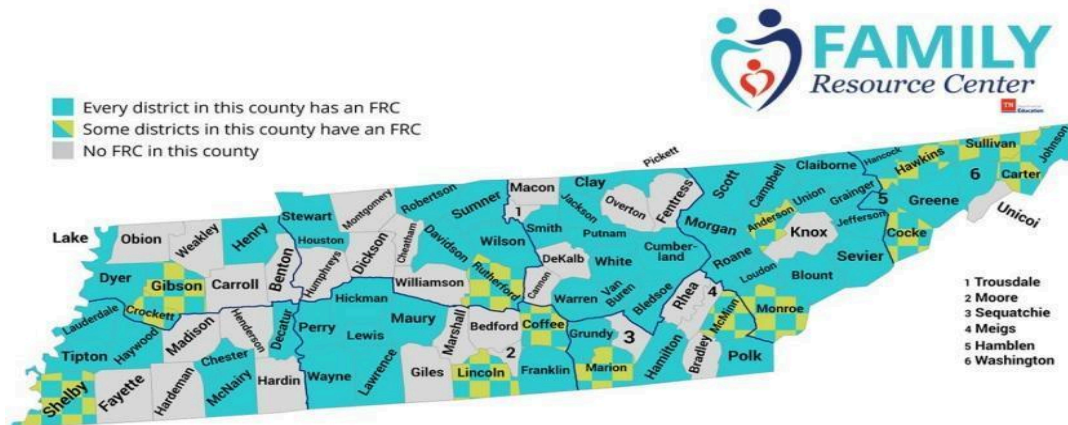 FAMILY
Resource Center
TN
Education
Every district in this county has an FRC
Some districts in this county have an FRC
No FRC in this county
Pickett
Lake
Obion
Weakley
Henry
Stewart
Montgomery
Robertson
Sumner
Macon
Clay
Overton
Fentress
Scott
Campbell
Claiborne
Union
Grainger
Hancock
Hawkins
Sullivan
Johnson
Carter
Unicoi
Greene
6
5
1
Houston
Dickson
Cheatham
Davidson
Wilson
Smith
Jackson
Putnam
Cumber-
land
Morgan
Anderson
Knox
Jefferson
Cocke
Sevier
Dyer
Gibson
Crockett
Carroll
Benton
Humphreys
Hickman
Williamson
Rutherford
Cannon
DeKalb
White
Warren
Van
Buren
Bledsoe
Rhea
4
Roane
Loudon
Blount
Monroe
McMinn
Lauderdale
Haywood
Madison
Henderson
Decatur
Perry
Lewis
Maury
Marshall
Bedford
Coffee
Grundy
3
Hamilton
Bradley
Polk
Tipton
Shelby
Fayette
Hardeman
Chester
McNairy
Hardin
Wayne
Lawrence
Giles
Lincoln
2
Franklin
Marion
1 Trousdale
2 Moore
3 Sequatchie
4 Meigs
5 Hamblen
6 Washington